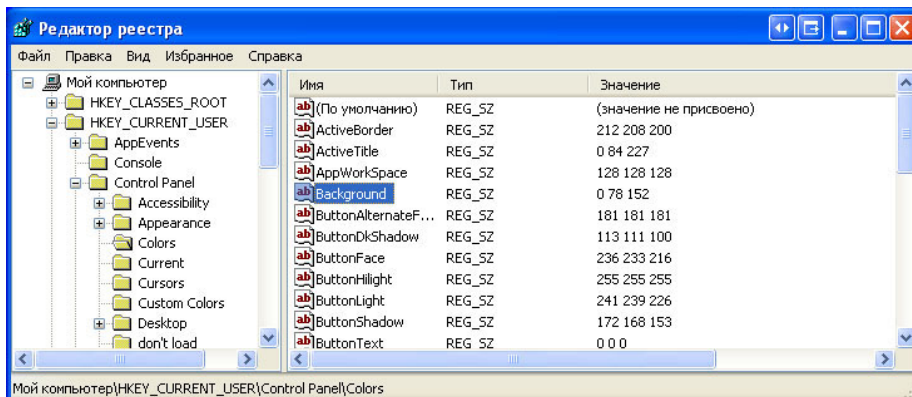 Редактор реестра
Файл Правка Вид Избранное Справка
Мой компьютер
HKEY_CLASSES_ROOT
HKEY_CURRENT_USER
AppEvents
Console
Control Panel
Accessibility
Appearance
Colors
Current
Cursors
Custom Colors
Desktop
don't load
Имя Тип Значение
(По умолчанию) REG_SZ (значение не присвоено)
ActiveBorder REG_SZ 212 208 200
ActiveTitle REG_SZ 0 84 227
AppWorkSpace REG_SZ 128 128 128
Background REG_SZ 0 78 152
ButtonAlternateF... REG_SZ 181 181 181
ButtonDkShadow REG_SZ 113 111 100
ButtonFace REG_SZ 236 233 216
ButtonHilight REG_SZ 255 255 255
ButtonLight REG_SZ 241 239 226
ButtonShadow REG_SZ 172 168 153
ButtonText REG_SZ 0 0 0
Мой компьютер\HKEY_CURRENT_USER\Control Panel\Colors